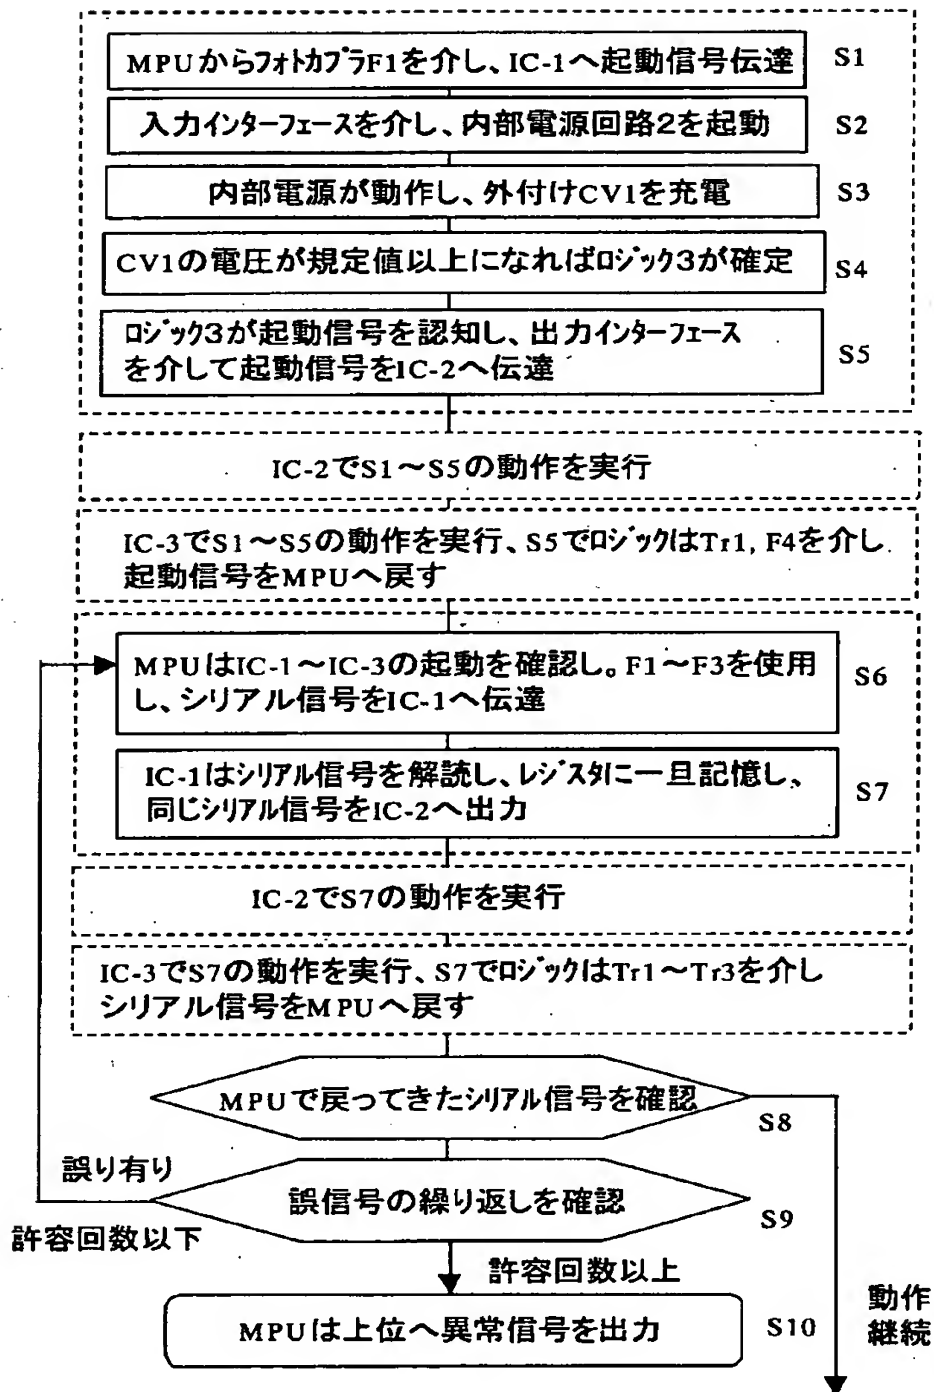 MPUからフォトカプラF1を介し、IC-1へ起動信号伝達 S1
入力インターフェースを介し、内部電源回路2を起動 S2
内部電源が動作し、外付けCV1を充電 S3
CV1の電圧が規定値以上になればロジック3が確定 S4
ロジック3が起動信号を認知し、出力インターフェース
を介して起動信号をIC-2へ伝達 S5
IC-2でS1～S5の動作を実行
IC-3でS1～S5の動作を実行、S5でロジックはTr1, F4を介し
起動信号をMPUへ戻す
MPUはIC-1～IC-3の起動を確認し。F1～F3を使用
し、シリアル信号をIC-1へ伝達 S6
IC-1はシリアル信号を解読し、レジスタに一旦記憶し、
同じシリアル信号をIC-2へ出力 S7
IC-2でS7の動作を実行
IC-3でS7の動作を実行、S7でロジックはTr1～Tr3を介し
シリアル信号をMPUへ戻す
MPUで戻ってきたシリアル信号を確認 S8
誤り有り
誤信号の繰り返しを確認 S9
許容回数以下
許容回数以上
MPUは上位へ異常信号を出力 S10
動作
継続